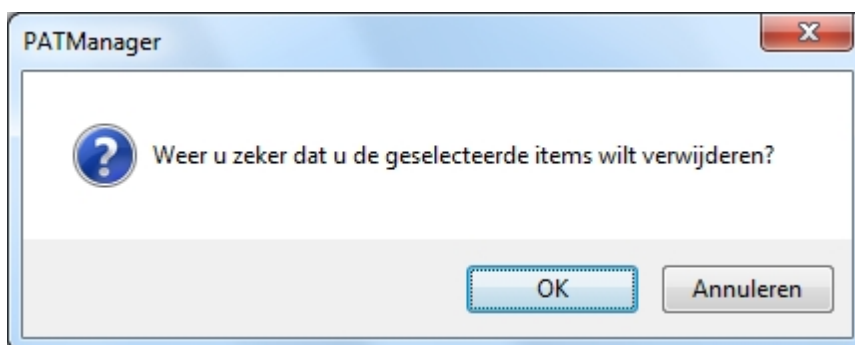 PATManager
Weer u zeker dat u de geselecteerde items wilt verwijderen?
OK
Annuleren